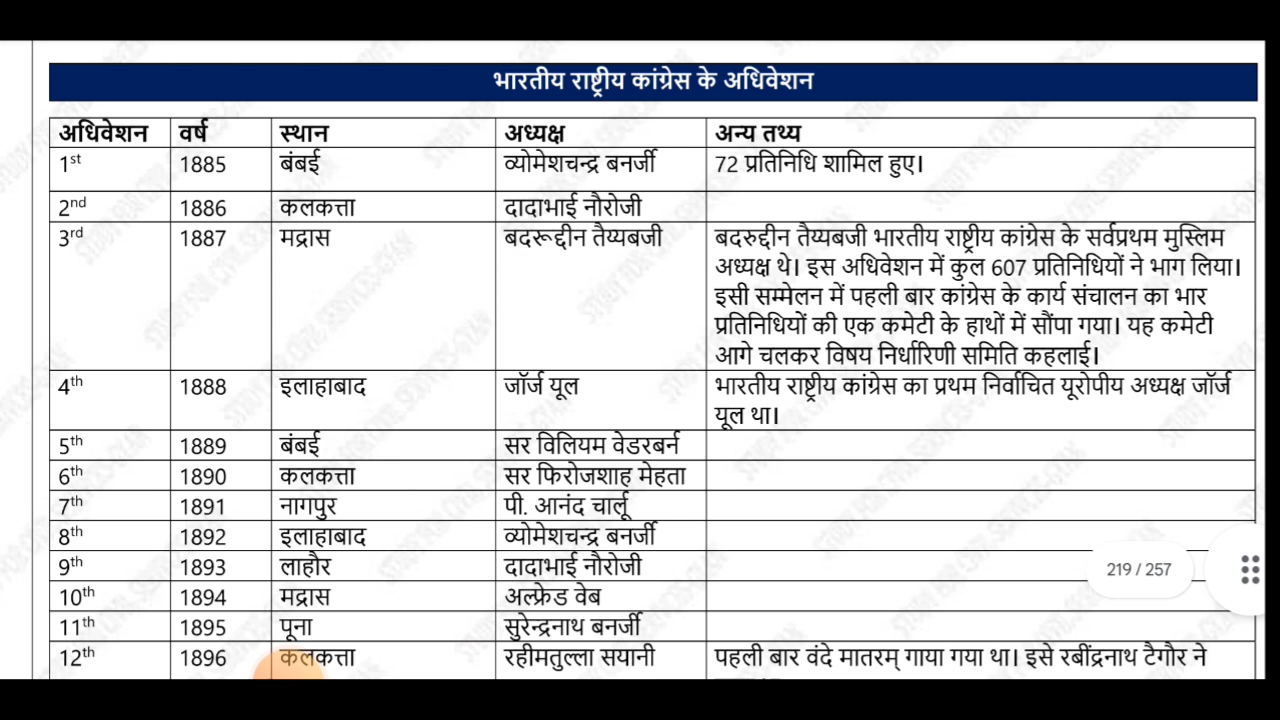 भारतीय राष्ट्रीय कांग्रेस के अधिवेशन
अधिवेशन वर्ष स्थान अध्यक्ष अन्य तथ्य
1st 1885 बंबई व्योमेशचन्द्र बनर्जी 72 प्रतिनिधि शामिल हुए।
2nd 1886 कलकत्ता दादाभाई नौरोजी
3rd 1887 मद्रास बदरूद्दीन तैय्यबजी बदरुद्दीन तैय्यबजी भारतीय राष्ट्रीय कांग्रेस के सर्वप्रथम मुस्लिम
अध्यक्ष थे। इस अधिवेशन में कुल 607 प्रतिनिधियों ने भाग लिया।
इसी सम्मेलन में पहली बार कांग्रेस के कार्य संचालन का भार
प्रतिनिधियों की एक कमेटी के हाथों में सौंपा गया। यह कमेटी
आगे चलकर विषय निर्धारिणी समिति कहलाई।
4th 1888 इलाहाबाद जॉर्ज यूल भारतीय राष्ट्रीय कांग्रेस का प्रथम निर्वाचित यूरोपीय अध्यक्ष जॉर्ज
यूल था।
5th 1889 बंबई सर विलियम वेडरबर्न
6th 1890 कलकत्ता सर फिरोजशाह मेहता
7th 1891 नागपुर पी. आनंद चार्लू
8th 1892 इलाहाबाद व्योमेशचन्द्र बनर्जी
9th 1893 लाहौर दादाभाई नौरोजी
10th 1894 मद्रास अल्फ्रेड वेब
11th 1895 पूना सुरेन्द्रनाथ बनर्जी
12th 1896 कलकत्ता रहीमतुल्ला सयानी पहली बार वंदे मातरम् गाया गया था। इसे रबींद्रनाथ टैगौर ने
219 / 257